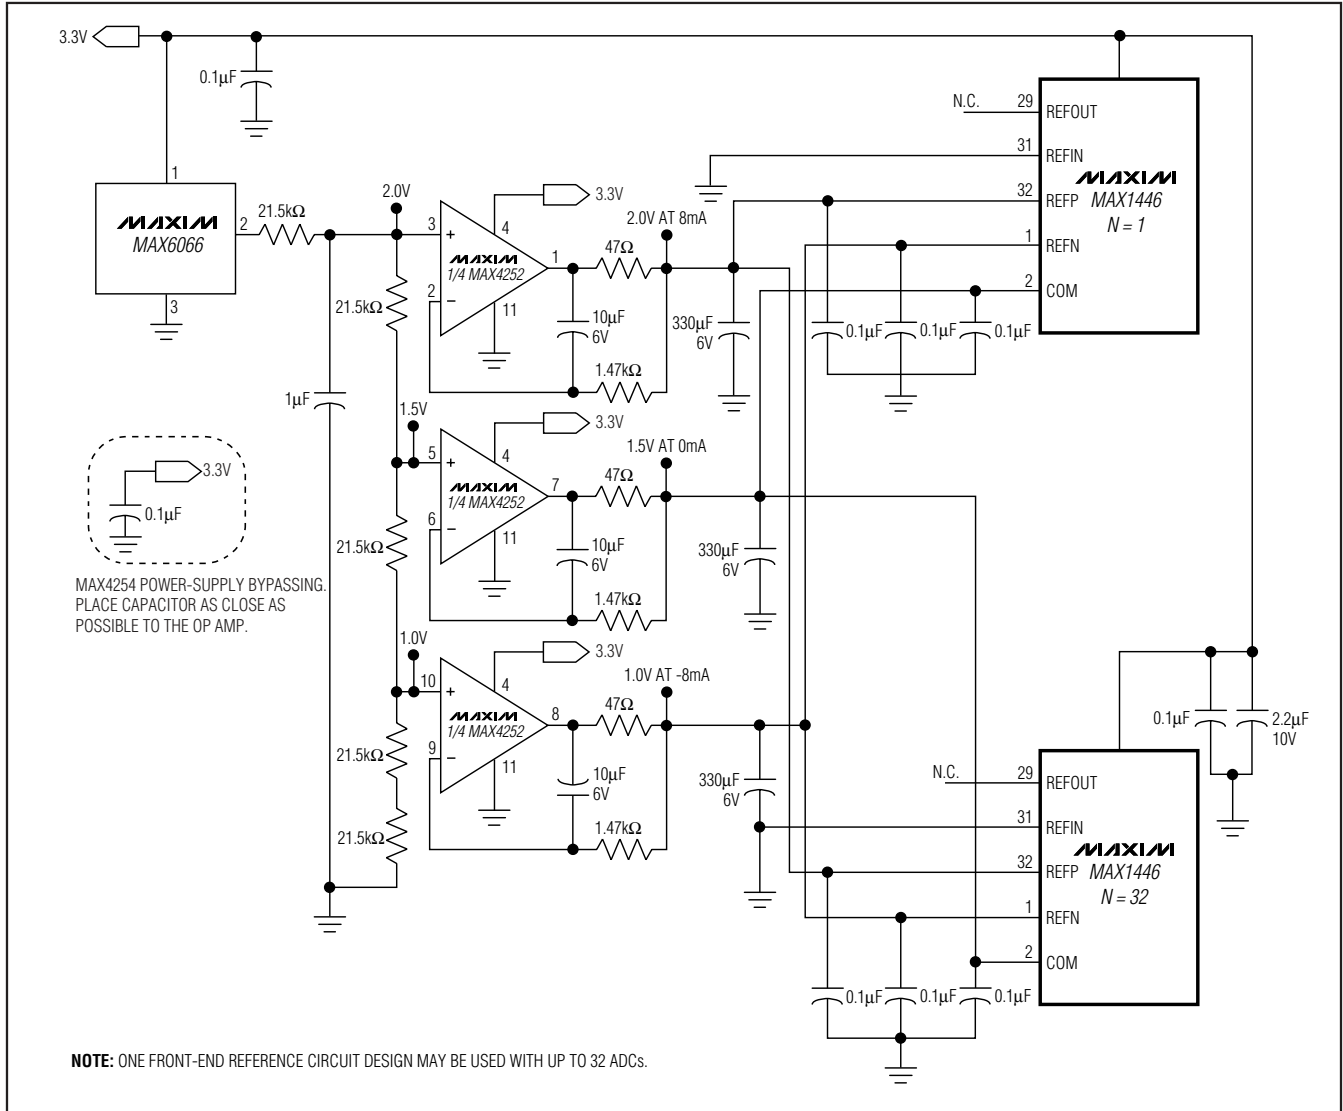 3.3V
0.1µF
1
MAXIM
MAX6066
2
3
21.5kΩ
2.0V
21.5kΩ
1µF
3
+
2
−
MAXIM
1/4 MAX4252
4
3.3V
11
1
47Ω
10µF
6V
1.47kΩ
2.0V AT 8mA
330µF
6V
1.5V
5
+
6
−
MAXIM
1/4 MAX4252
4
3.3V
11
7
47Ω
10µF
6V
1.47kΩ
1.5V AT 0mA
330µF
6V
21.5kΩ
1.0V
10
+
9
−
MAXIM
1/4 MAX4252
4
3.3V
11
8
47Ω
10µF
6V
1.47kΩ
1.0V AT -8mA
330µF
6V
21.5kΩ
21.5kΩ
3.3V
0.1µF
MAX4254 POWER-SUPPLY BYPASSING.
PLACE CAPACITOR AS CLOSE AS
POSSIBLE TO THE OP AMP.
N.C.
29
REFOUT
31
REFIN
MAXIM
32
REFP
MAX1446
N = 1
1
REFN
2
COM
0.1µF
0.1µF
0.1µF
0.1µF
2.2µF
10V
N.C.
29
REFOUT
31
REFIN
MAXIM
32
REFP
MAX1446
N = 32
1
REFN
2
COM
0.1µF
0.1µF
0.1µF
NOTE: ONE FRONT-END REFERENCE CIRCUIT DESIGN MAY BE USED WITH UP TO 32 ADCs.